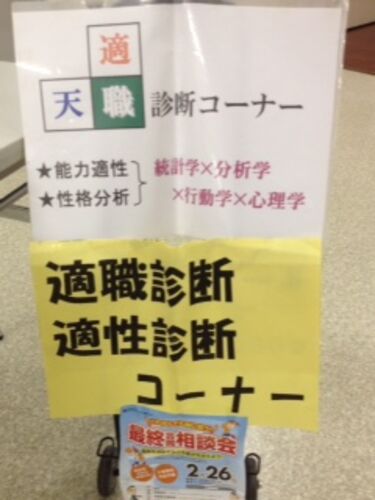 適
天職診断コーナー
★能力適性
★性格分析
統計学×分析学
×行動学×心理学
適職診断
適性診断
コーナー
最終
相談会
2.26